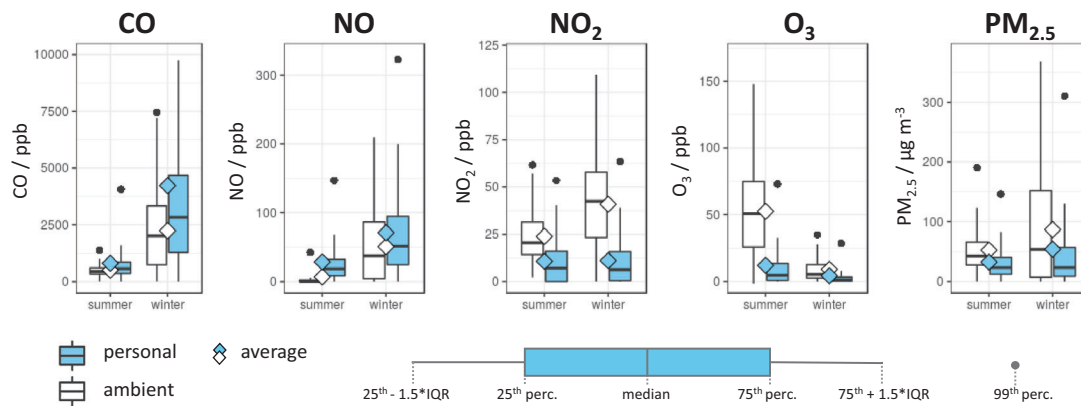 CO NO NO₂ O₃ PM₂.₅
CO / ppb
10000
7500
5000
2500
0
summer winter
NO / ppb
300
200
100
0
summer winter
NO₂ / ppb
125
100
75
50
25
0
summer winter
O₃ / ppb
150
100
50
0
summer winter
PM₂.₅ / µg m⁻³
300
200
100
0
summer winter
personal
ambient
average
25ᵗʰ - 1.5*IQR 25ᵗʰ perc. median 75ᵗʰ perc. 75ᵗʰ + 1.5*IQR 99ᵗʰ perc.